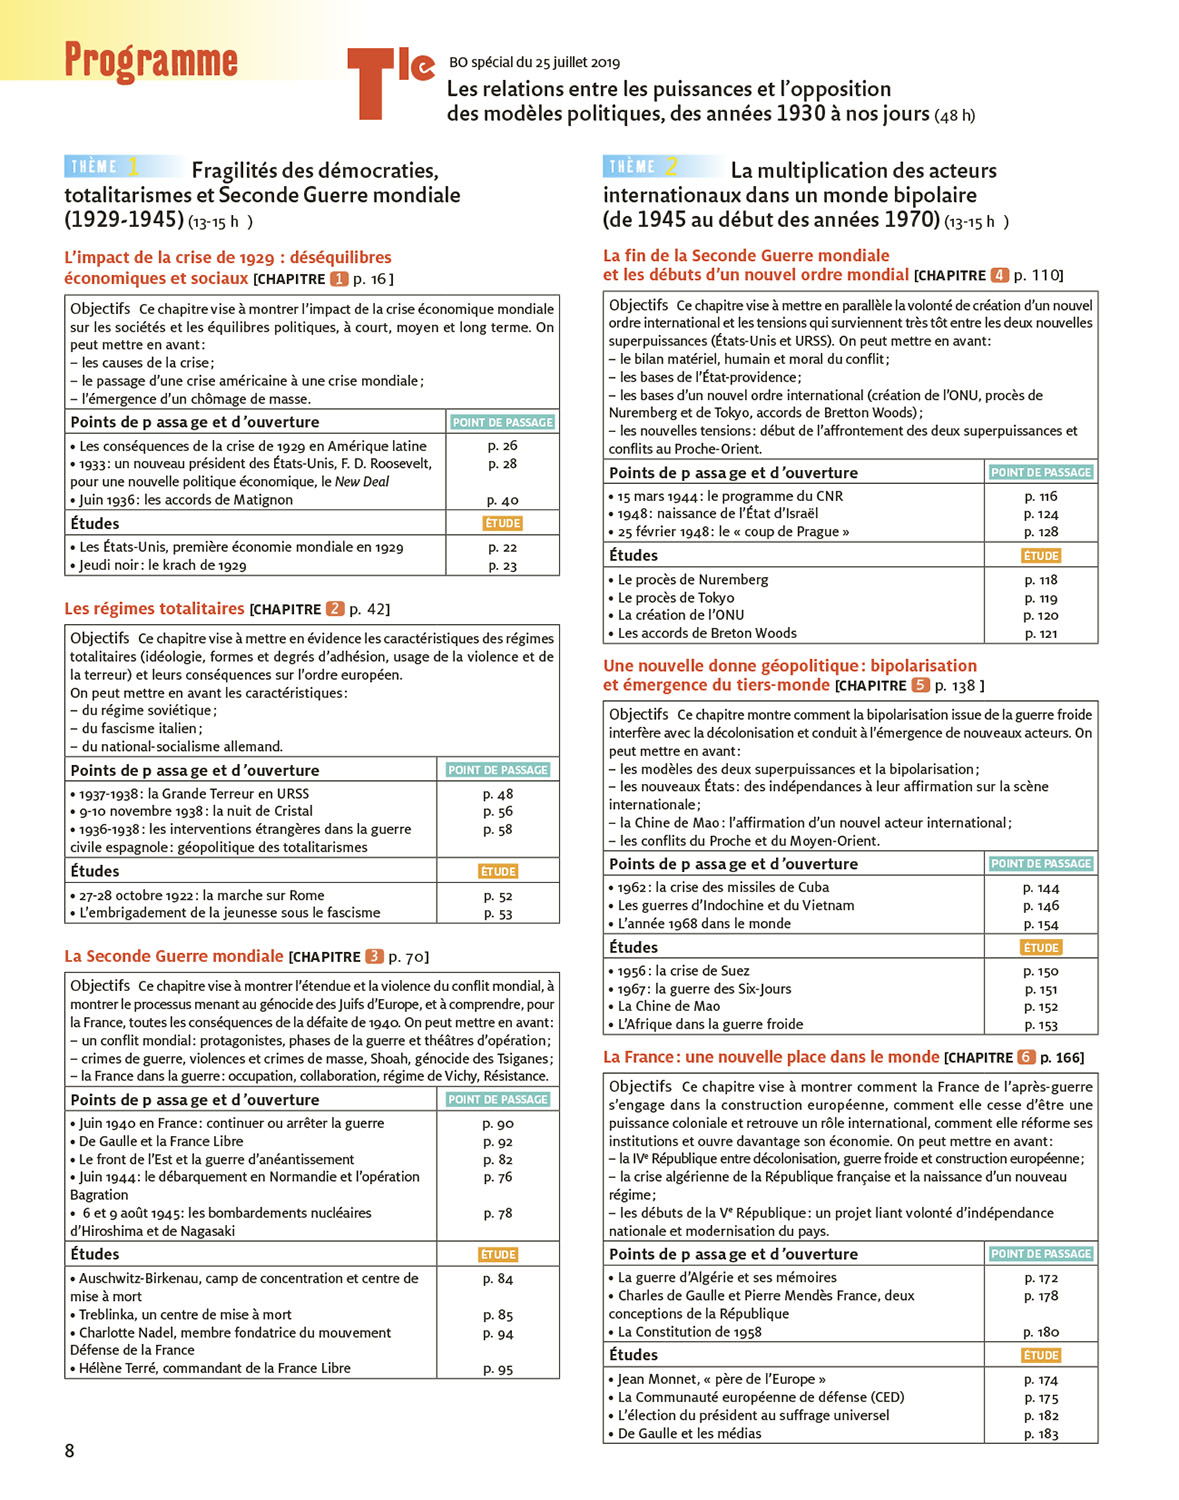 Programme
Tle
BO spécial du 25 juillet 2019
Les relations entre les puissances et l’opposition
des modèles politiques, des années 1930 à nos jours (48 h)
THÈME 1 Fragilités des démocraties,
totalitarismes et Seconde Guerre mondiale
(1929-1945) (13-15 h )
L’impact de la crise de 1929 : déséquilibres
économiques et sociaux [CHAPITRE 1 p. 16 ]
Objectifs Ce chapitre vise à montrer l’impact de la crise économique mondiale
sur les sociétés et les équilibres politiques, à court, moyen et long terme. On
peut mettre en avant :
– les causes de la crise ;
– le passage d’une crise américaine à une crise mondiale ;
– l’émergence d’un chômage de masse.
Points de p assa ge et d ’ouverture POINT DE PASSAGE
• Les conséquences de la crise de 1929 en Amérique latine p. 26
• 1933 : un nouveau président des États-Unis, F. D. Roosevelt, p. 28
pour une nouvelle politique économique, le New Deal
• Juin 1936 : les accords de Matignon p. 40
Études ÉTUDE
• Les États-Unis, première économie mondiale en 1929 p. 22
• Jeudi noir : le krach de 1929 p. 23
Les régimes totalitaires [CHAPITRE 2 p. 42]
Objectifs Ce chapitre vise à mettre en évidence les caractéristiques des régimes
totalitaires (idéologie, formes et degrés d’adhésion, usage de la violence et de
la terreur) et leurs conséquences sur l’ordre européen.
On peut mettre en avant les caractéristiques :
– du régime soviétique ;
– du fascisme italien ;
– du national-socialisme allemand.
Points de p assa ge et d ’ouverture POINT DE PASSAGE
• 1937-1938 : la Grande Terreur en URSS p. 48
• 9-10 novembre 1938 : la nuit de Cristal p. 56
• 1936-1938 : les interventions étrangères dans la guerre p. 58
civile espagnole : géopolitique des totalitarismes
Études ÉTUDE
• 27-28 octobre 1922 : la marche sur Rome p. 52
• L’embrigadement de la jeunesse sous le fascisme p. 53
La Seconde Guerre mondiale [CHAPITRE 3 p. 70]
Objectifs Ce chapitre vise à montrer l’étendue et la violence du conflit mondial, à
montrer le processus menant au génocide des Juifs d’Europe, et à comprendre, pour
la France, toutes les conséquences de la défaite de 1940. On peut mettre en avant :
– un conflit mondial : protagonistes, phases de la guerre et théâtres d’opération ;
– crimes de guerre, violences et crimes de masse, Shoah, génocide des Tsiganes ;
– la France dans la guerre : occupation, collaboration, régime de Vichy, Résistance.
Points de p assa ge et d ’ouverture POINT DE PASSAGE
• Juin 1940 en France : continuer ou arrêter la guerre p. 90
• De Gaulle et la France Libre p. 92
• Le front de l’Est et la guerre d’anéantissement p. 82
• Juin 1944 : le débarquement en Normandie et l’opération p. 76
Bagration
• 6 et 9 août 1945 : les bombardements nucléaires p. 78
d’Hiroshima et de Nagasaki
Études ÉTUDE
• Auschwitz-Birkenau, camp de concentration et centre de p. 84
mise à mort
• Treblinka, un centre de mise à mort p. 85
• Charlotte Nadel, membre fondatrice du mouvement p. 94
Défense de la France
• Hélène Terré, commandant de la France Libre p. 95
THÈME 2 La multiplication des acteurs
internationaux dans un monde bipolaire
(de 1945 au début des années 1970) (13-15 h )
La fin de la Seconde Guerre mondiale
et les débuts d’un nouvel ordre mondial [CHAPITRE 4 p. 110]
Objectifs Ce chapitre vise à mettre en parallèle la volonté de création d’un nouvel
ordre international et les tensions qui surviennent très tôt entre les deux nouvelles
superpuissances (États-Unis et URSS). On peut mettre en avant :
– le bilan matériel, humain et moral du conflit ;
– les bases de l’État-providence ;
– les bases d’un nouvel ordre international (création de l’ONU, procès de
Nuremberg et de Tokyo, accords de Bretton Woods) ;
– les nouvelles tensions : début de l’affrontement des deux superpuissances et
conflits au Proche-Orient.
Points de p assa ge et d ’ouverture POINT DE PASSAGE
• 15 mars 1944 : le programme du CNR p. 116
• 1948 : naissance de l’État d’Israël p. 124
• 25 février 1948 : le « coup de Prague » p. 128
Études ÉTUDE
• Le procès de Nuremberg p. 118
• Le procès de Tokyo p. 119
• La création de l’ONU p. 120
• Les accords de Breton Woods p. 121
Une nouvelle donne géopolitique : bipolarisation
et émergence du tiers-monde [CHAPITRE 5 p. 138 ]
Objectifs Ce chapitre montre comment la bipolarisation issue de la guerre froide
interfère avec la décolonisation et conduit à l’émergence de nouveaux acteurs. On
peut mettre en avant :
– les modèles des deux superpuissances et la bipolarisation ;
– les nouveaux États : des indépendances à leur affirmation sur la scène
internationale ;
– la Chine de Mao : l’affirmation d’un nouvel acteur international ;
– les conflits du Proche et du Moyen-Orient.
Points de p assa ge et d ’ouverture POINT DE PASSAGE
• 1962 : la crise des missiles de Cuba p. 144
• Les guerres d’Indochine et du Vietnam p. 146
• L’année 1968 dans le monde p. 154
Études ÉTUDE
• 1956 : la crise de Suez p. 150
• 1967 : la guerre des Six-Jours p. 151
• La Chine de Mao p. 152
• L’Afrique dans la guerre froide p. 153
La France : une nouvelle place dans le monde [CHAPITRE 6 p. 166]
Objectifs Ce chapitre vise à montrer comment la France de l’après-guerre
s’engage dans la construction européenne, comment elle cesse d’être une
puissance coloniale et retrouve un rôle international, comment elle réforme ses
institutions et ouvre davantage son économie. On peut mettre en avant :
– la IVe République entre décolonisation, guerre froide et construction européenne ;
– la crise algérienne de la République française et la naissance d’un nouveau
régime ;
– les débuts de la Ve République : un projet liant volonté d’indépendance
nationale et modernisation du pays.
Points de p assa ge et d ’ouverture POINT DE PASSAGE
• La guerre d’Algérie et ses mémoires p. 172
• Charles de Gaulle et Pierre Mendès France, deux p. 178
conceptions de la République
• La Constitution de 1958 p. 180
Études ÉTUDE
• Jean Monnet, « père de l’Europe » p. 174
• La Communauté européenne de défense (CED) p. 175
• L’élection du président au suffrage universel p. 182
• De Gaulle et les médias p. 183
8